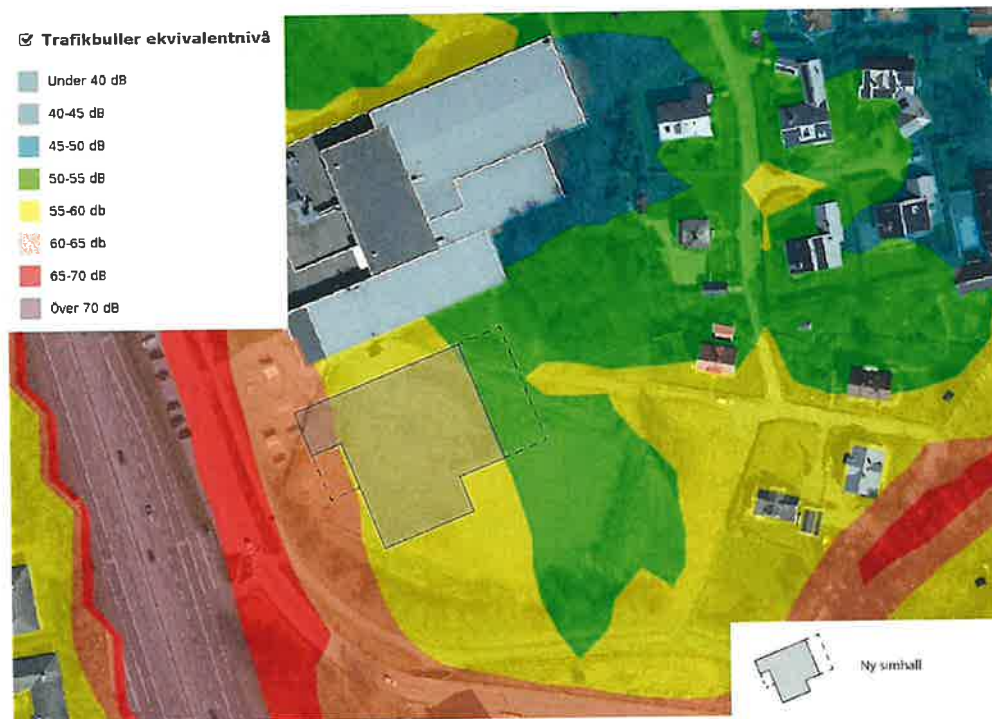 Trafikbuller ekvivalentnivå
Under 40 dB
40-45 dB
45-50 dB
50-55 dB
55-60 db
60-65 db
65-70 dB
Över 70 dB
Ny simhall